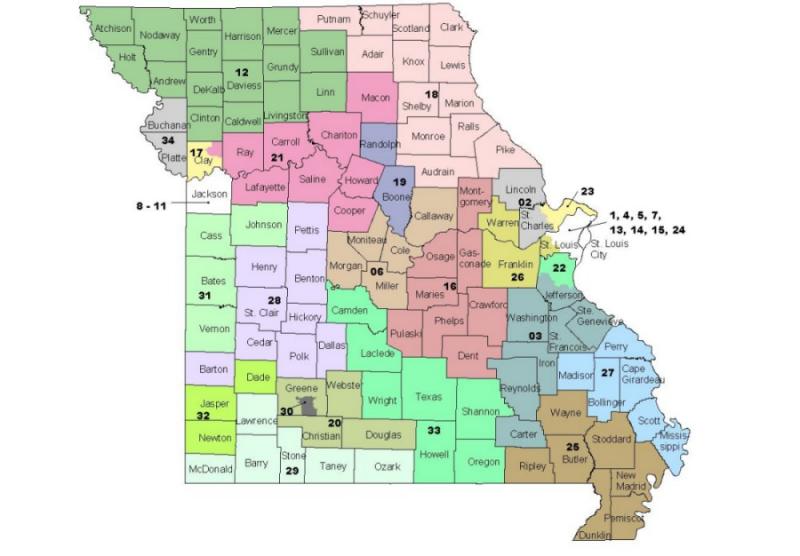 Atchison
Nodaway
Worth
Harrison
Mercer
Putnam
Schuyler
Scotland
Clark
Holt
Gentry
Sullivan
Adair
Knox
Lewis
Andrew
DeKalb
12
Daviess
Grundy
Linn
Macon
18
Shelby
Marion
Buchanan
Clinton
Caldwell
Livingston
Chariton
Randolph
Monroe
Ralls
Pike
34
Platte
17
Clay
Ray
Carroll
21
Audrain
Jackson
Lafayette
Saline
Howard
19
Boone
Callaway
Mont-
gomery
Lincoln
02
23
8 - 11
Cooper
Warren
St.
Charles
1, 4, 5, 7,
13, 14, 15, 24
Cass
Johnson
Pettis
Moniteau
Cole
Osage
Gas-
conade
Franklin
26
St. Louis
St. Louis
City
22
Bates
31
Henry
Benton
Morgan
06
Miller
Maries
16
Jefferson
28
St. Clair
Hickory
Camden
Phelps
Crawford
Washington
Ste.
Genevieve
Vernon
Cedar
Polk
Dallas
Laclede
Pulaski
Dent
03
St.
Francois
Iron
Perry
Barton
Dade
Greene
Webster
Wright
Texas
Reynolds
Madison
27
Cape
Girardeau
Bollinger
Jasper
32
Newton
Lawrence
30
20
Christian
Douglas
33
Howell
Shannon
Carter
Wayne
Scott
Missis
sippi
Stoddard
McDonald
Barry
Stone
29
Taney
Ozark
Oregon
Ripley
25
Butler
New
Madrid
Pemiscot
Dunklin